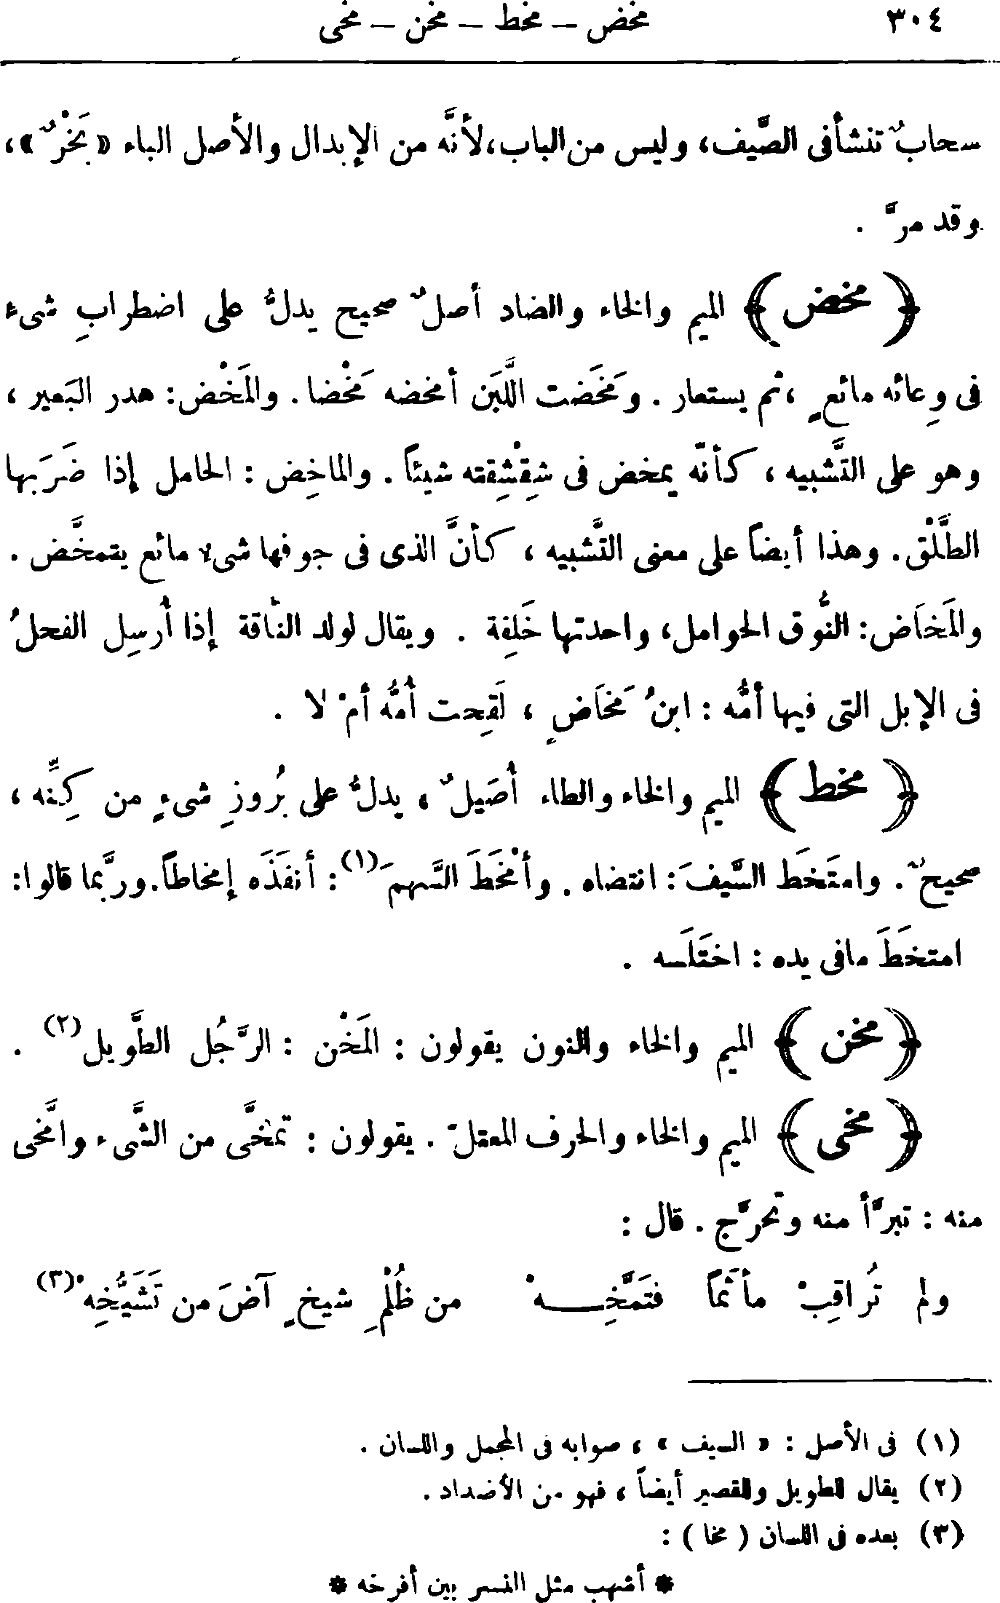 ٣٠٤ مخض – مخط – مخن – مخى
سحابٌ تنشأ فى الصَّيف، وليس من الباب، لأنَّه من الإبدال والأصل الباء «بَخْرٌ»،
وقد مرَّ .
﴿ مخض ﴾ الميم والخاء والضاد أصلٌ صحيح يدلُّ على اضطرابِ شىءٍ
فى وِعائه مائعٍ ، ثم يستعار . ومَخَضت اللَّبَن أمخضه مَخْضا . والمَخْض: هدر البَعير ،
وهو على التَّشبيه ، كأنّه يمخض فى شِقْشِقته شيئاً . والماخِض : الحامل إذا ضَرَبها
الطَّلْق . وهذا أيضاً على معنى التَّشبيه ، كأنَّ الذى فى جوفها شىء مائع يتمخَّض .
والمَخاَض: النُّوق الحوامل، واحدتها خَلِفة . ويقال لولد النّاقة إذا أُرسِل الفحلُ
فى الإبل التى فيها أمُّه : ابنُ مَخاَضٍ ، لَقِحت أمُّه أمْ لا .
﴿ مخط ﴾ الميم والخاء والطاء أُصَيلٌ ، يدلُّ على بُروزِ شىءٍ من كِنِّه ،
صحيحٌ . وامتَخَط السَّيفَ : انتضاه . وأمْخَطَ السَّهمَ(١) : أنفَذَه إمخاطاً. وربَّما قالوا:
امتخَطَ مافى يده : اختَلَسه .
﴿ مخن ﴾ الميم والخاء والنون يقولون : المَخْن : الرَّجُل الطَّويل(٢) .
﴿ مخى ﴾ الميم والخاء والحرف المعتلّ . يقولون : تمخَّى من الشَّىء وامَّخى
منه : تبرَّأ منه وتحرَّج . قال :
ولم تُراقِبْ مأثَماً فتَمَّخِـــهْ من ظُلْمِ شيخٍ آضَ من تَشَيُّخِهْ(٣)
(١) فى الأصل : « السيف » ، صوابه فى المجمل واللسان .
(٢) يقال للطويل وللقصير أيضاً ، فهو من الأضداد .
(٣) بعده فى اللسان ( مخا ) :
* أشهب مثل النسر بين أفرخه *